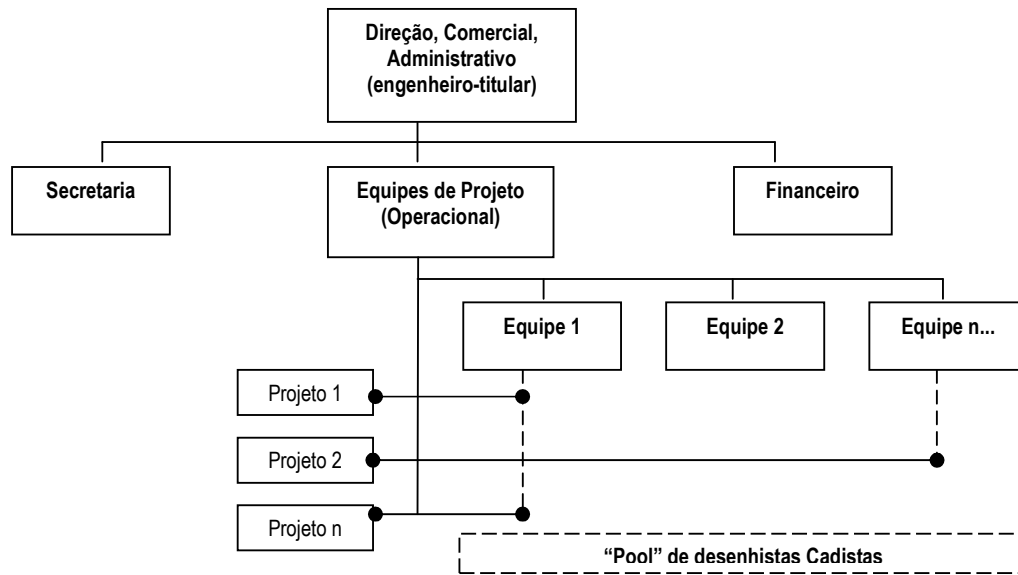 Direção, Comercial,
Administrativo
(engenheiro-titular)
Secretaria
Equipes de Projeto
(Operacional)
Financeiro
Equipe 1
Equipe 2
Equipe n...
Projeto 1
Projeto 2
Projeto n
“Pool” de desenhistas Cadistas